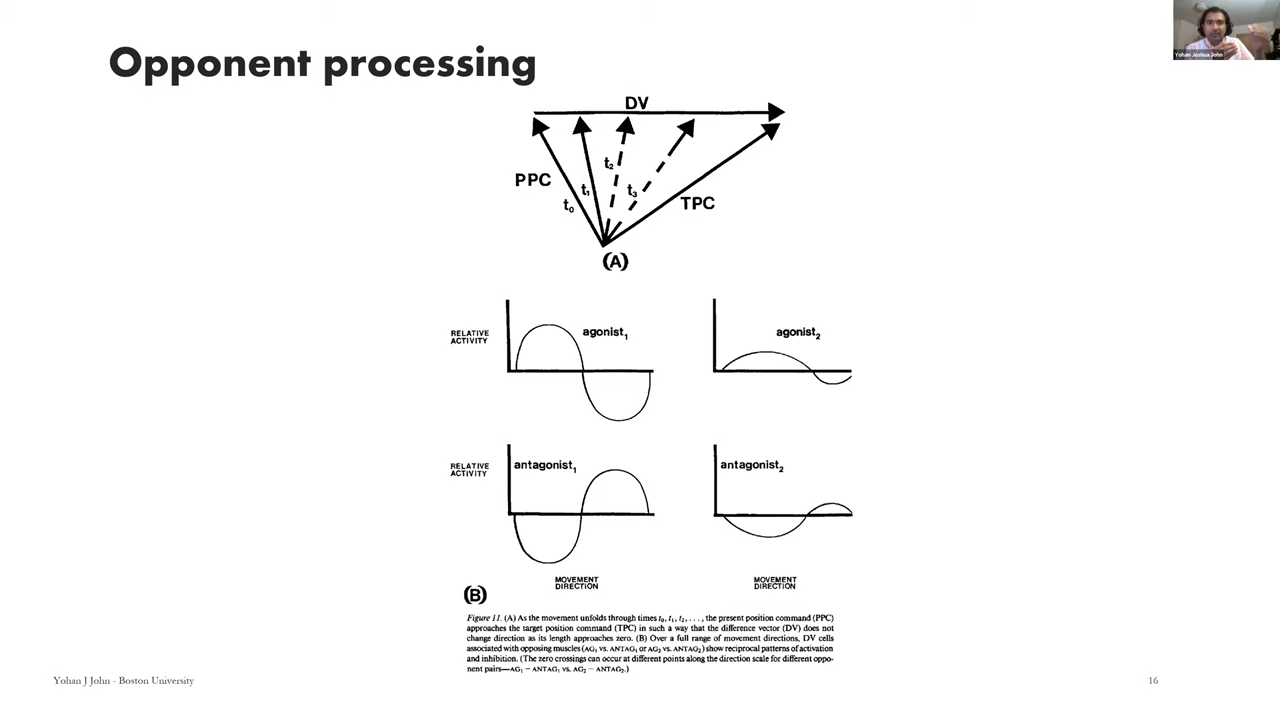 Yohan Joshua John
Opponent processing
DV
PPC
t₀
t₁
t₂
t₃
TPC
(A)
RELATIVE
ACTIVITY
agonist₁
agonist₂
RELATIVE
ACTIVITY
antagonist₁
antagonist₂
MOVEMENT
DIRECTION
MOVEMENT
DIRECTION
(B)
Figure 11. (A) As the movement unfolds through times t₀, t₁, t₂, . . . , the present position command (PPC)
approaches the target position command (TPC) in such a way that the difference vector (DV) does not
change direction as its length approaches zero. (B) Over a full range of movement directions, DV cells
associated with opposing muscles (AG₁ vs. ANTAG₁ or AG₂ vs. ANTAG₂) show reciprocal patterns of activation
and inhibition. (The zero crossings can occur at different points along the direction scale for different oppo-
nent pairs—AG₁ − ANTAG₁ vs. AG₂ − ANTAG₂.)
Yohan J John - Boston University
16